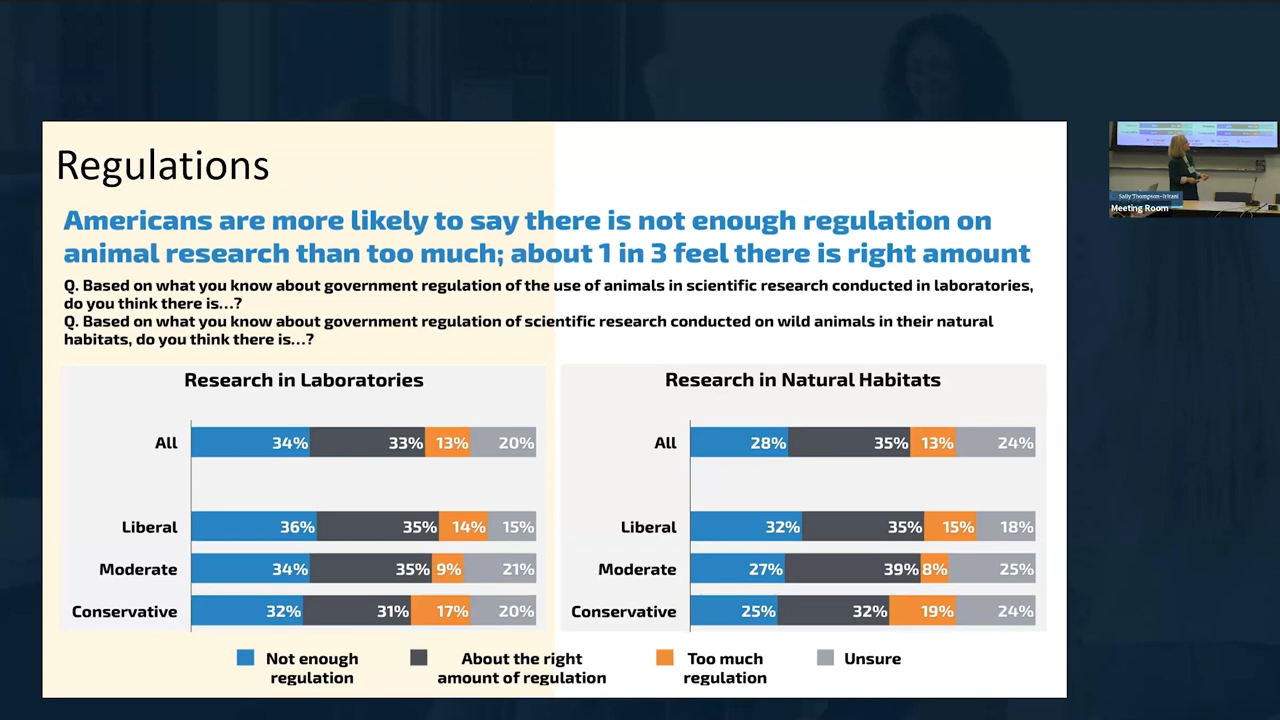 Regulations
Americans are more likely to say there is not enough regulation on
animal research than too much; about 1 in 3 feel there is right amount
Q. Based on what you know about government regulation of the use of animals in scientific research conducted in laboratories,
do you think there is...?
Q. Based on what you know about government regulation of scientific research conducted on wild animals in their natural
habitats, do you think there is...?
Research in Laboratories
All 34% 33% 13% 20%
Liberal 36% 35% 14% 15%
Moderate 34% 35% 9% 21%
Conservative 32% 31% 17% 20%
Research in Natural Habitats
All 28% 35% 13% 24%
Liberal 32% 35% 15% 18%
Moderate 27% 39% 8% 25%
Conservative 25% 32% 19% 24%
Not enough
regulation
About the right
amount of regulation
Too much
regulation
Unsure
Sally Thompson-Iritani
Meeting Room